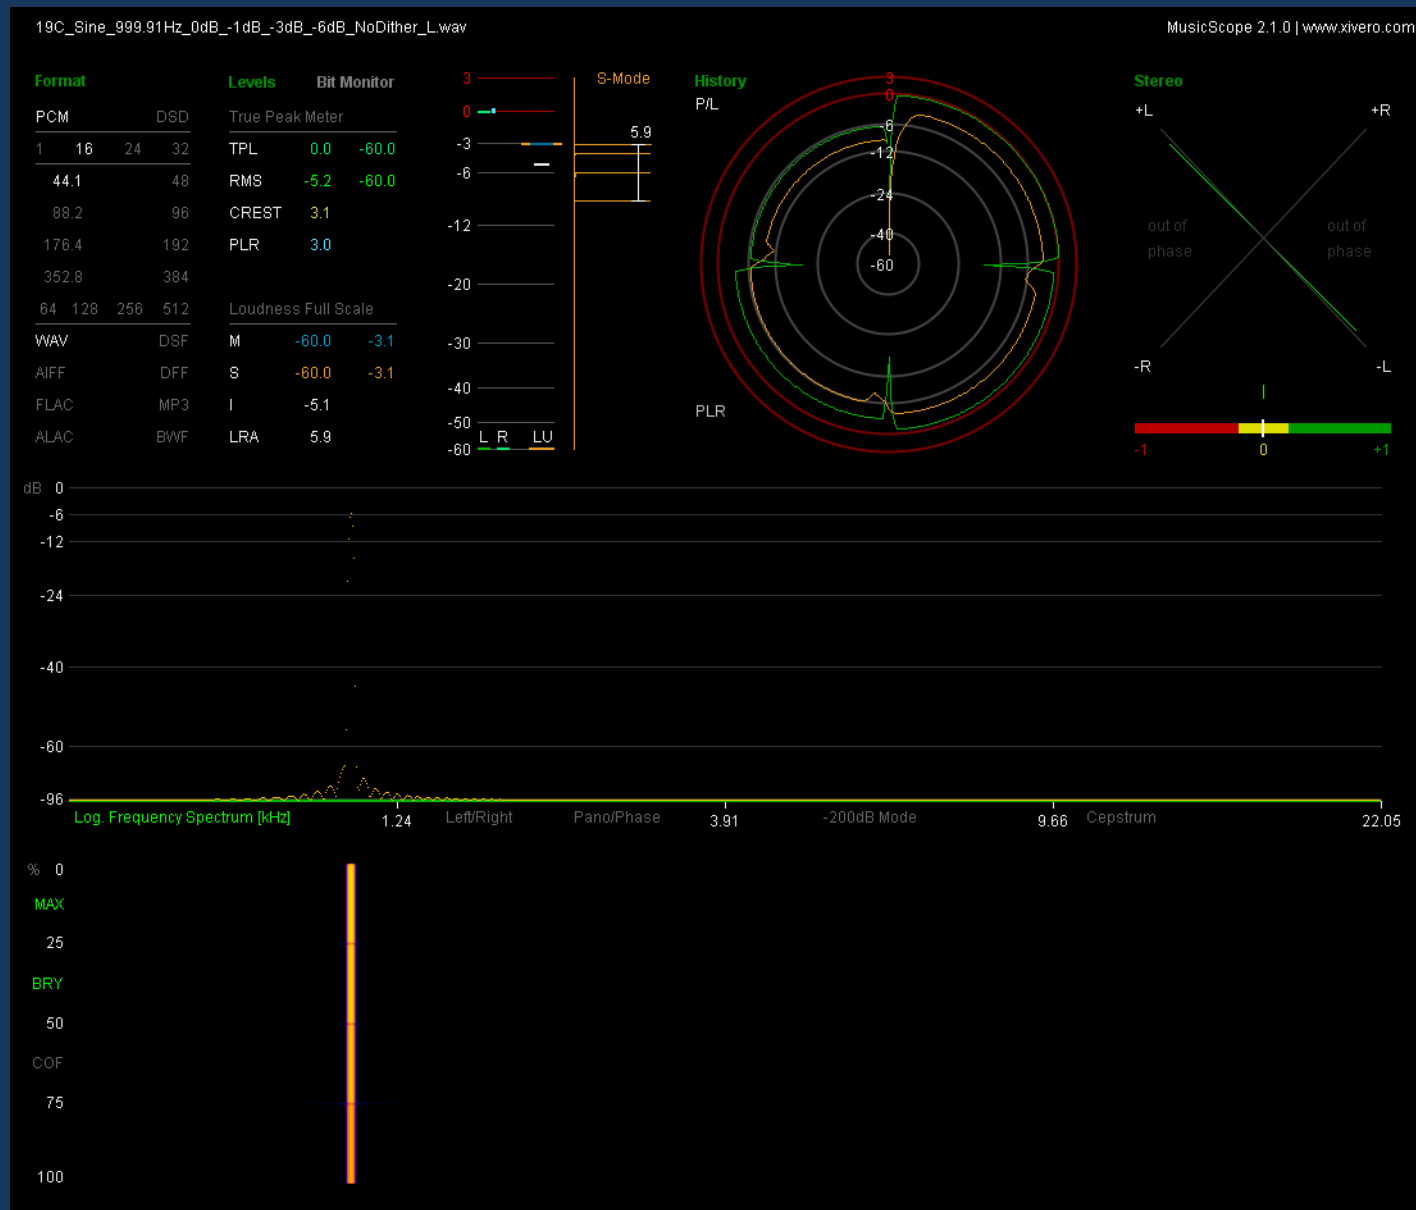 19C_Sine_999.91Hz_0dB_-1dB_-3dB_-6dB_NoDither_L.wav
MusicScope 2.1.0 | www.xivero.com
Format
PCM DSD
1 16 24 32
44.1 48
88.2 96
176.4 192
352.8 384
64 128 256 512
WAV DSF
AIFF DFF
FLAC MP3
ALAC BWF
Levels Bit Monitor
True Peak Meter
TPL 0.0 -60.0
RMS -5.2 -60.0
CREST 3.1
PLR 3.0
Loudness Full Scale
M -60.0 -3.1
S -60.0 -3.1
I -5.1
LRA 5.9
3
0
-3
-6
-12
-20
-30
-40
-50
-60
L R LU
S-Mode
5.9
History
P/L
3
0
-6
-12
-24
-40
-60
PLR
Stereo
+L +R
out of phase
out of phase
-R -L
-1 0 +1
dB 0
-6
-12
-24
-40
-60
-96
Log. Frequency Spectrum [kHz] 1.24 Left/Right Pano/Phase 3.91 -200dB Mode 9.66 Cepstrum 22.05
% 0
MAX
25
BRY
50
COF
75
100